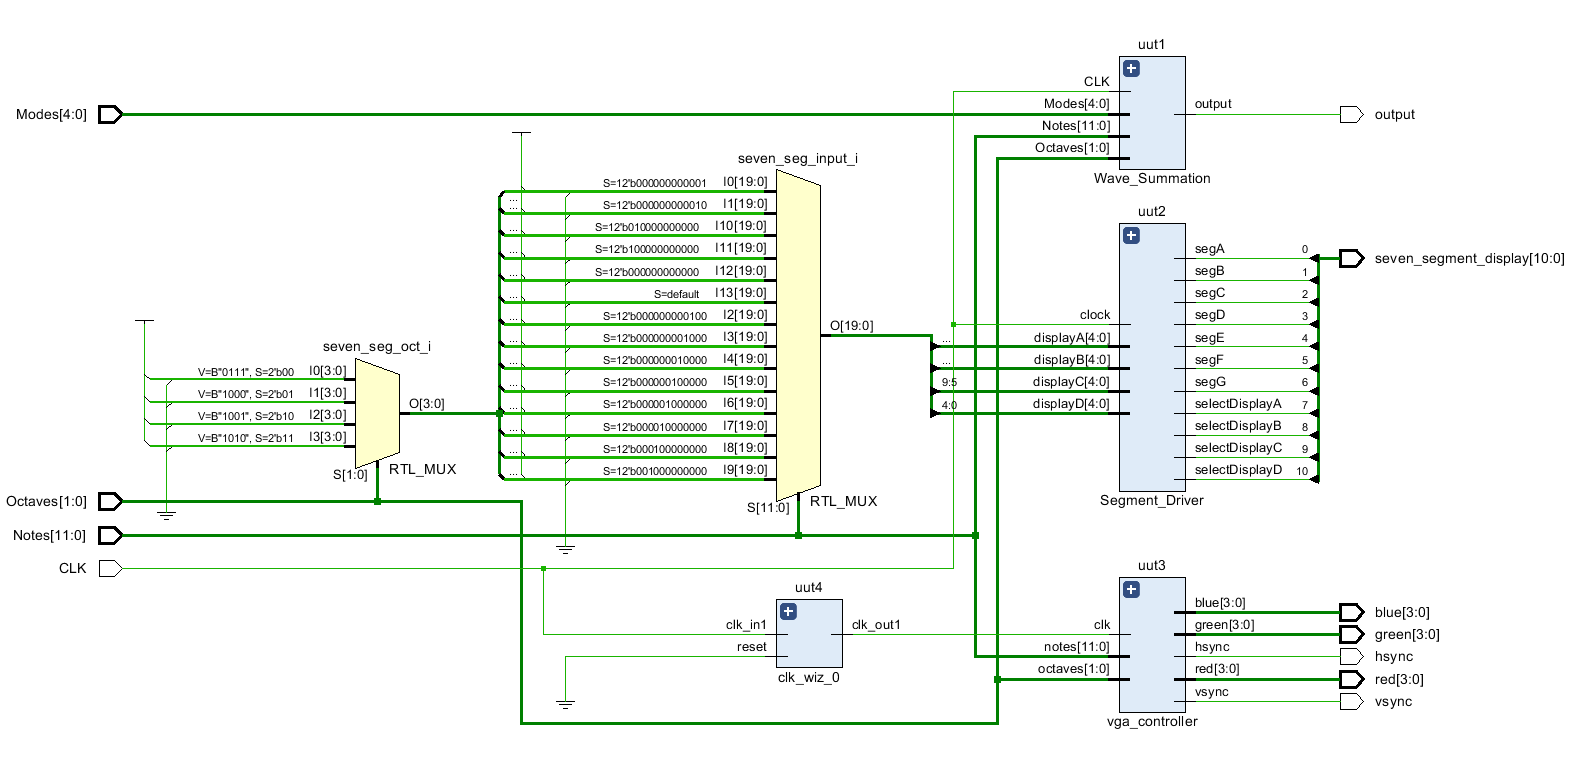 uut1
CLK
Modes[4:0]
Notes[11:0]
Octaves[1:0]
output
Wave_Summation
output
Modes[4:0]
seven_seg_input_i
S=12'b000000000001 I0[19:0]
... S=12'b000000000010 I1[19:0]
... S=12'b010000000000 I10[19:0]
... S=12'b100000000000 I11[19:0]
... S=12'b000000000000 I12[19:0]
... S=default I13[19:0]
... S=12'b000000000100 I2[19:0]
... S=12'b000000001000 I3[19:0]
... S=12'b000000010000 I4[19:0]
... S=12'b000000100000 I5[19:0]
... S=12'b000001000000 I6[19:0]
... S=12'b000010000000 I7[19:0]
... S=12'b000100000000 I8[19:0]
... S=12'b001000000000 I9[19:0]
O[19:0]
S[11:0]
RTL_MUX
seven_seg_oct_i
V=B"0111", S=2'b00 I0[3:0]
V=B"1000", S=2'b01 I1[3:0]
V=B"1001", S=2'b10 I2[3:0]
V=B"1010", S=2'b11 I3[3:0]
O[3:0]
S[1:0]
RTL_MUX
uut2
clock
... displayA[4:0]
... displayB[4:0]
9:5 displayC[4:0]
4:0 displayD[4:0]
segA 0
segB 1
segC 2
segD 3
segE 4
segF 5
segG 6
selectDisplayA 7
selectDisplayB 8
selectDisplayC 9
selectDisplayD 10
Segment_Driver
seven_segment_display[10:0]
Octaves[1:0]
Notes[11:0]
CLK
uut4
clk_in1
reset
clk_out1
clk_wiz_0
uut3
clk
notes[11:0]
octaves[1:0]
blue[3:0]
green[3:0]
hsync
red[3:0]
vsync
vga_controller
blue[3:0]
green[3:0]
hsync
red[3:0]
vsync